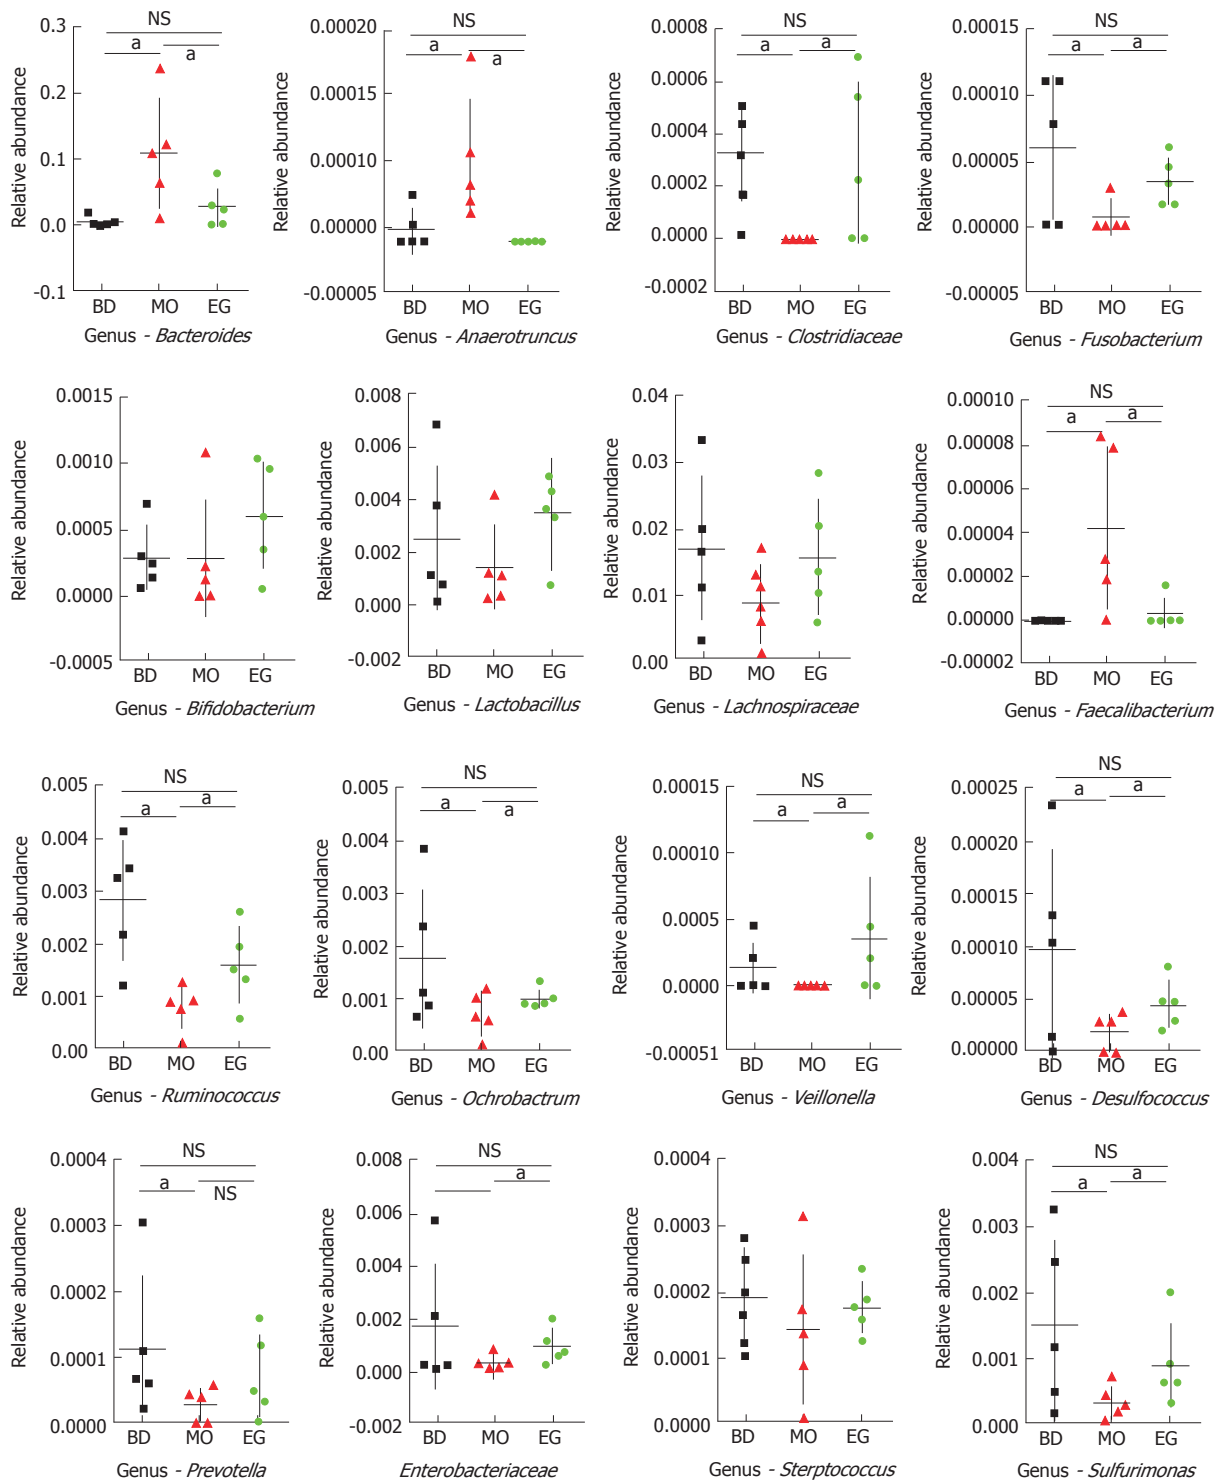 NS
a
a
Relative abundance
0.3
0.2
0.1
0.0
-0.1
BD MO EG
Genus - Bacteroides
NS
a
a
Relative abundance
0.00020
0.00015
0.00010
0.00000
-0.00005
BD MO EG
Genus - Anaerotruncus
NS
a
a
Relative abundance
0.0008
0.0006
0.0004
0.0002
0.0000
-0.0002
BD MO EG
Genus - Clostridiaceae
NS
a
a
Relative abundance
0.00015
0.00010
0.00005
0.00000
-0.00005
BD MO EG
Genus - Fusobacterium
Relative abundance
0.0015
0.0010
0.0005
0.0000
-0.0005
BD MO EG
Genus - Bifidobacterium
Relative abundance
0.008
0.006
0.004
0.002
0.000
-0.002
BD MO EG
Genus - Lactobacillus
Relative abundance
0.04
0.03
0.02
0.01
0.00
BD MO EG
Genus - Lachnospiraceae
NS
a
a
Relative abundance
0.00010
0.00008
0.00004
0.00002
0.00000
-0.00002
BD MO EG
Genus - Faecalibacterium
NS
a
a
Relative abundance
0.005
0.004
0.003
0.002
0.001
0.00
BD MO EG
Genus - Ruminococcus
NS
a
a
Relative abundance
0.005
0.004
0.003
0.002
0.001
0.00
BD MO EG
Genus - Ochrobactrum
NS
a
a
Relative abundance
0.00015
0.00010
0.00005
0.0000
-0.00051
BD MO EG
Genus - Veillonella
NS
a
a
Relative abundance
0.00025
0.00020
0.00015
0.00010
0.00005
0.00000
BD MO EG
Genus - Desulfococcus
NS
a
NS
Relative abundance
0.0004
0.0003
0.0002
0.0001
0.0000
BD MO EG
Genus - Prevotella
NS
a
Relative abundance
0.008
0.006
0.004
0.002
0.000
-0.002
BD MO EG
Enterobacteriaceae
Relative abundance
0.0004
0.0003
0.0002
0.0001
0.0000
BD MO EG
Genus - Sterptococcus
NS
a
a
Relative abundance
0.004
0.003
0.002
0.001
0.000
BD MO EG
Genus - Sulfurimonas